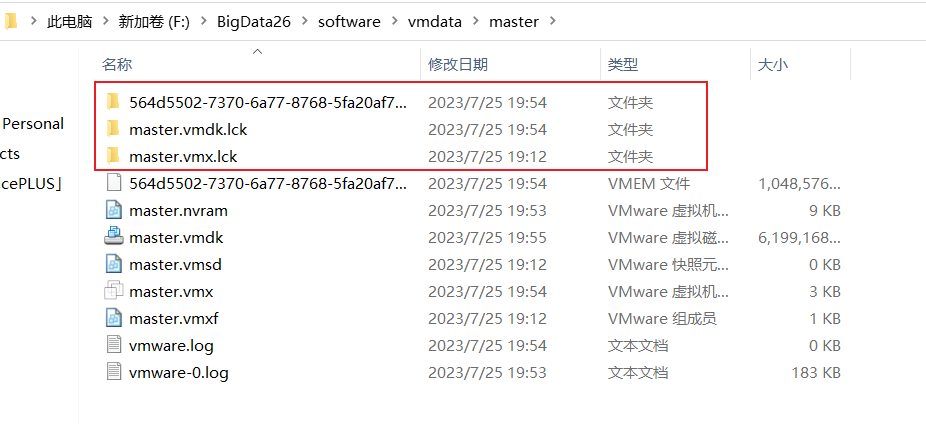 此电脑 > 新加卷 (F:) > BigData26 > software > vmdata > master >
名称 修改日期 类型 大小
564d5502-7370-6a77-8768-5fa20af7... 2023/7/25 19:54 文件夹
Personal master.vmdk.lck 2023/7/25 19:54 文件夹
cts master.vmx.lck 2023/7/25 19:12 文件夹
cePLUS」 564d5502-7370-6a77-8768-5fa20af7... 2023/7/25 19:54 VMEM 文件 1,048,576...
master.nvram 2023/7/25 19:53 VMware 虚拟机... 9 KB
master.vmdk 2023/7/25 19:55 VMware 虚拟磁... 6,199,168...
master.vmsd 2023/7/25 19:12 VMware 快照元... 0 KB
master.vmx 2023/7/25 19:54 VMware 虚拟机... 3 KB
master.vmxf 2023/7/25 19:12 VMware 组成员 1 KB
vmware.log 2023/7/25 19:54 文本文档 0 KB
vmware-0.log 2023/7/25 19:53 文本文档 183 KB